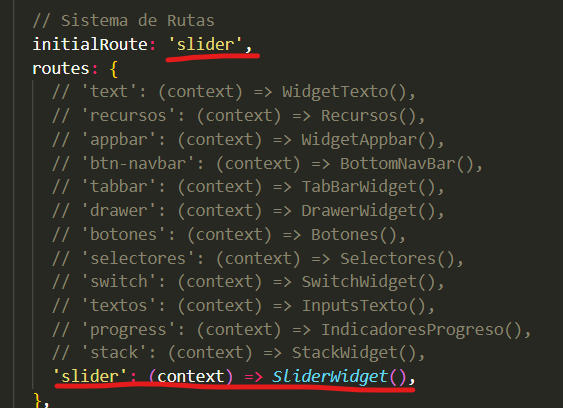 // Sistema de Rutas
initialRoute: 'slider',
routes: {
// 'text': (context) => WidgetTexto(),
// 'recursos': (context) => Recursos(),
// 'appbar': (context) => WidgetAppbar(),
// 'btn-navbar': (context) => BottomNavBar(),
// 'tabbar': (context) => TabBarWidget(),
// 'drawer': (context) => DrawerWidget(),
// 'botones': (context) => Botones(),
// 'selectores': (context) => Selectores(),
// 'switch': (context) => SwitchWidget(),
// 'textos': (context) => InputsTexto(),
// 'progress': (context) => IndicadoresProgreso(),
// 'stack': (context) => StackWidget(),
'slider': (context) => SliderWidget(),
},